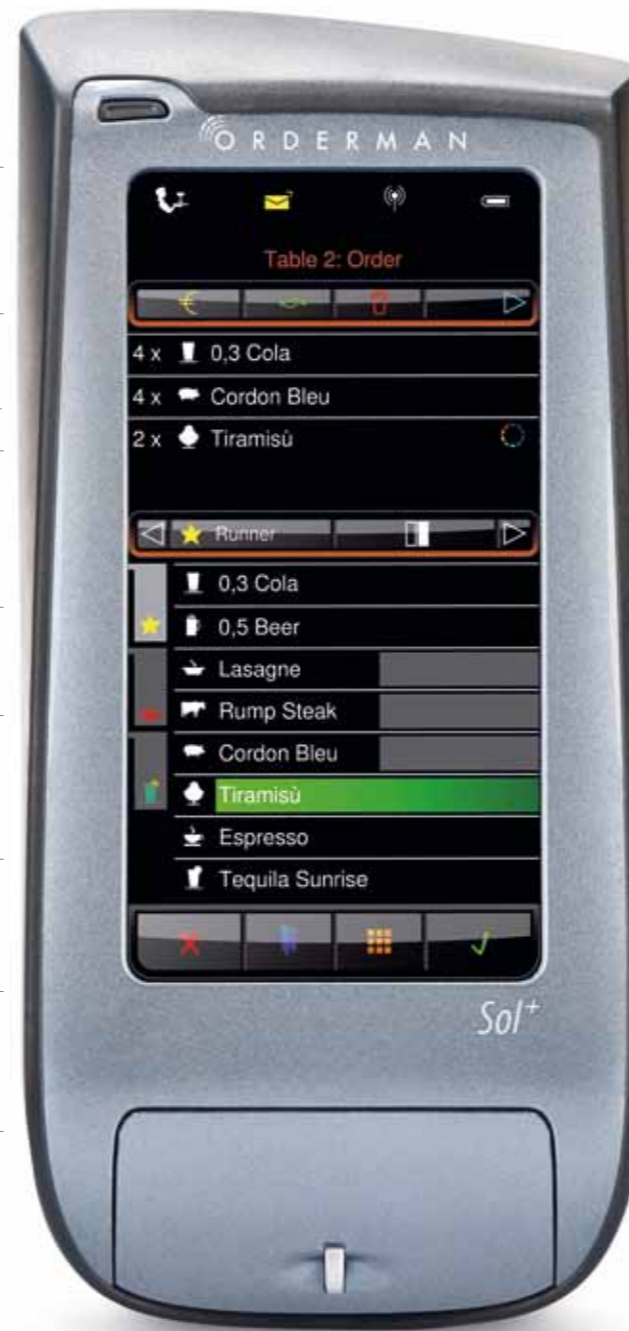 ORDERMAN
Table 2: Order
€
4 x 0,3 Cola
4 x Cordon Bleu
2 x Tiramisù
Runner
0,3 Cola
0,5 Beer
Lasagne
Rump Steak
Cordon Bleu
Tiramisù
Espresso
Tequila Sunrise
Sol+